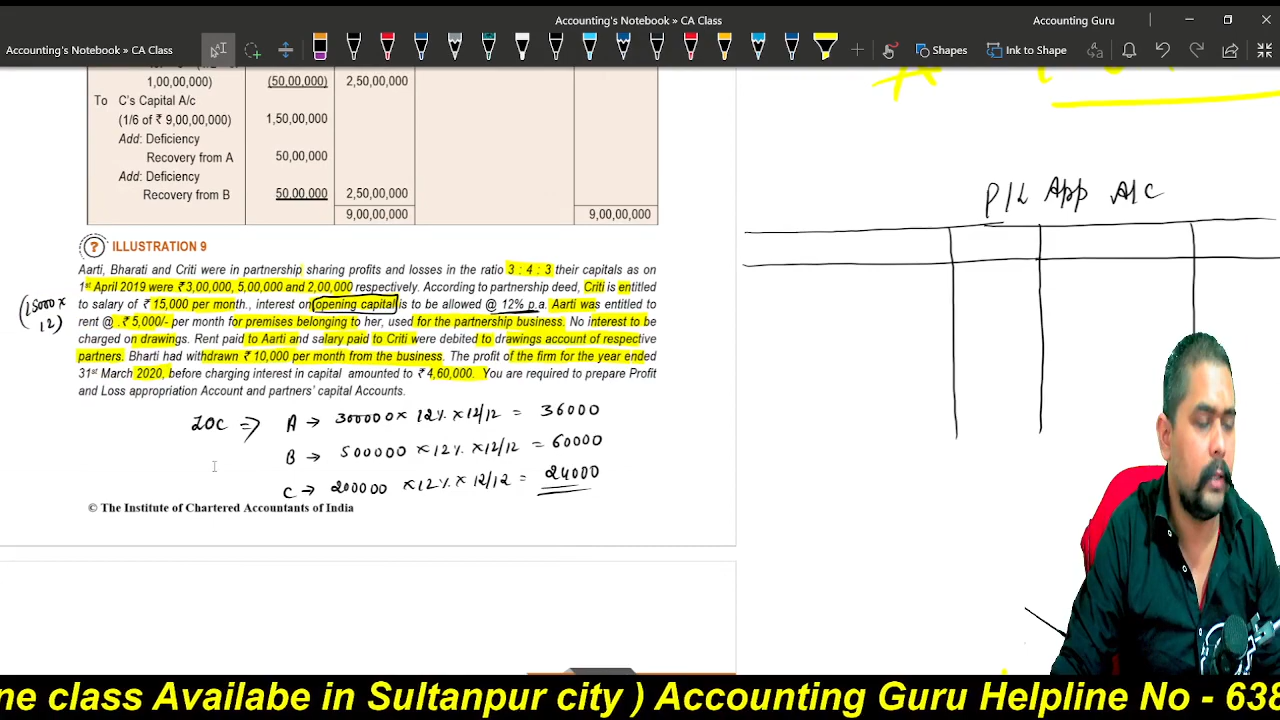 Accounting's Notebook » CA Class
Accounting Guru
Accounting's Notebook » CA Class
Shapes
Ink to Shape
1,00,00,000) (50,00,000) 2,50,00,000
To C's Capital A/c
(1/6 of ₹ 9,00,00,000) 1,50,00,000
Add: Deficiency
Recovery from A 50,00,000
Add: Deficiency
Recovery from B 50,00,000 2,50,00,000
9,00,00,000 9,00,00,000
? ILLUSTRATION 9
Aarti, Bharati and Criti were in partnership sharing profits and losses in the ratio 3 : 4 : 3 their capitals as on
1st April 2019 were ₹ 3,00,000, 5,00,000 and 2,00,000 respectively. According to partnership deed, Criti is entitled
to salary of ₹ 15,000 per month., interest on opening capital is to be allowed @ 12% p.a. Aarti was entitled to
rent @ . ₹ 5,000/- per month for premises belonging to her, used for the partnership business. No interest to be
charged on drawings. Rent paid to Aarti and salary paid to Criti were debited to drawings account of respective
partners. Bharti had withdrawn ₹ 10,000 per month from the business. The profit of the firm for the year ended
31st March 2020, before charging interest in capital amounted to ₹ 4,60,000. You are required to prepare Profit
and Loss appropriation Account and partners' capital Accounts.
(15000 x
12)
IOC ⇒ A → 300000 × 12% × 12/12 = 36000
B → 500000 × 12% × 12/12 = 60000
C → 200000 × 12% × 12/12 = 24000
© The Institute of Chartered Accountants of India
P/L App A/C
ne class Availabe in Sultanpur city ) Accounting Guru Helpline No - 638